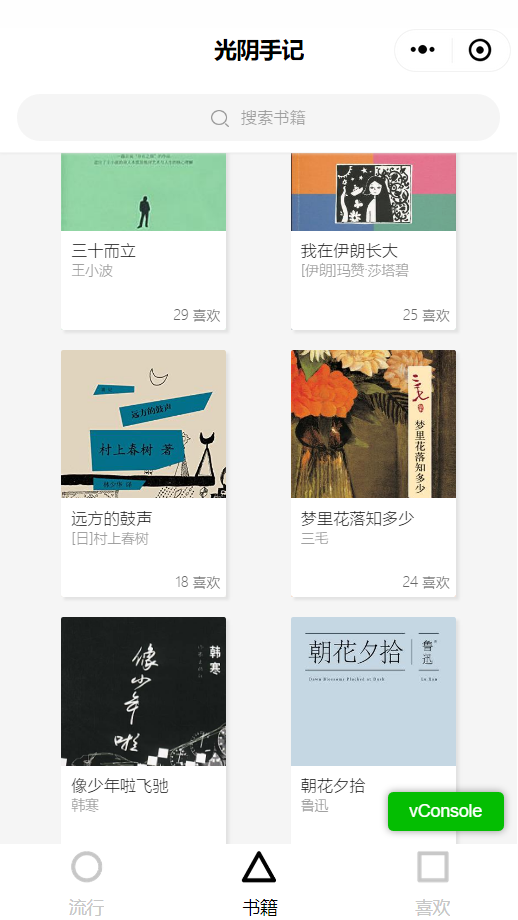 光阴手记
搜索书籍
三十而立
王小波
29 喜欢
我在伊朗长大
[伊朗]玛赞·莎塔碧
25 喜欢
远方的鼓声
村上春树 著
林少华 译
远方的鼓声
[日]村上春树
18 喜欢
三毛
梦里花落知多少
梦里花落知多少
三毛
24 喜欢
像少年啦
韩寒
像少年啦飞驰
韩寒
朝花夕拾
鲁迅
Dawn Blossoms Plucked at Dusk
Lu Xun
朝花夕拾
鲁迅
vConsole
流行
书籍
喜欢